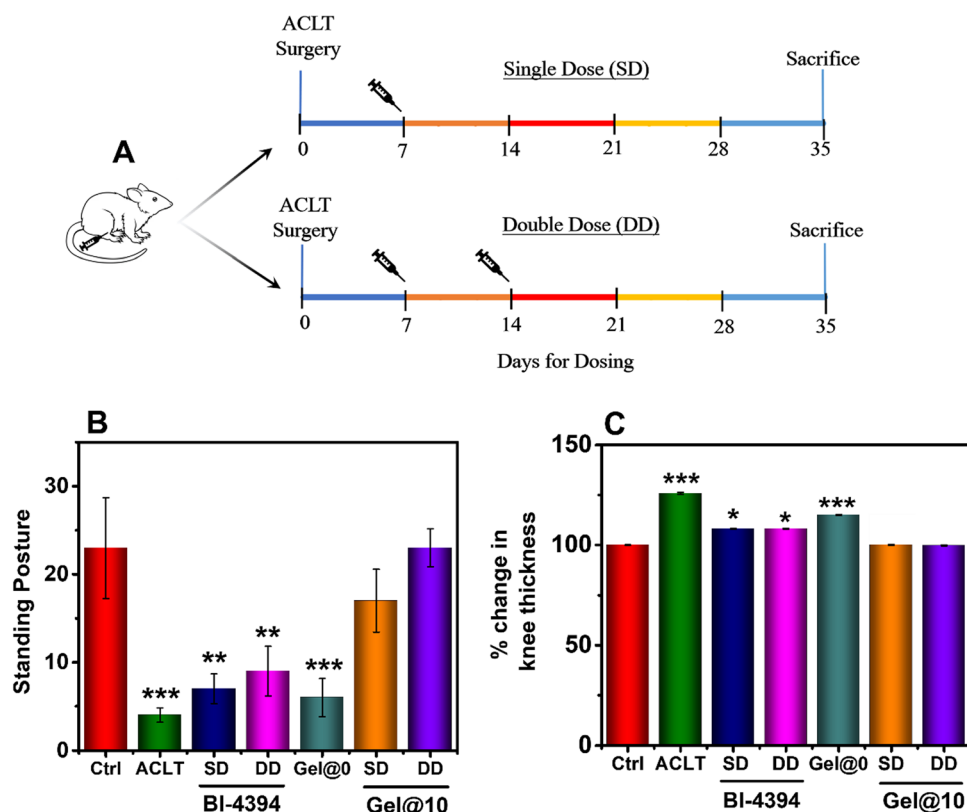 A
ACLT
Surgery
Single Dose (SD)
Sacrifice
0 7 14 21 28 35
ACLT
Surgery
Double Dose (DD)
Sacrifice
0 7 14 21 28 35
Days for Dosing
B
Standing Posture
30
20
10
0
***
**
**
***
Ctrl ACLT SD DD Gel@0 SD DD
BI-4394 Gel@10
C
% change in
knee thickness
150
100
50
0
***
*
*
***
Ctrl ACLT SD DD Gel@0 SD DD
BI-4394 Gel@10